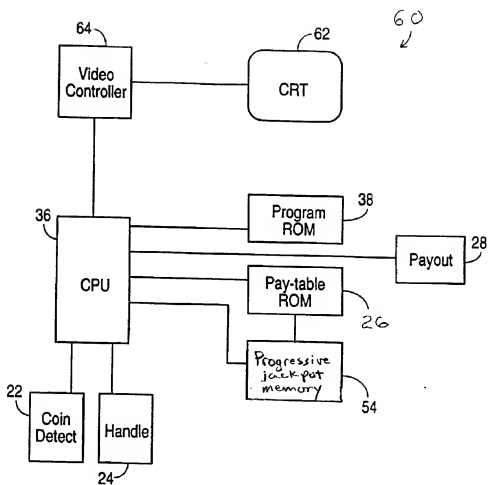 64
62
60
Video
Controller
CRT
36
Program
ROM
38
CPU
Payout
28
Pay-table
ROM
26
Progressive
jackpot
memory
54
22
Coin
Detect
Handle
24